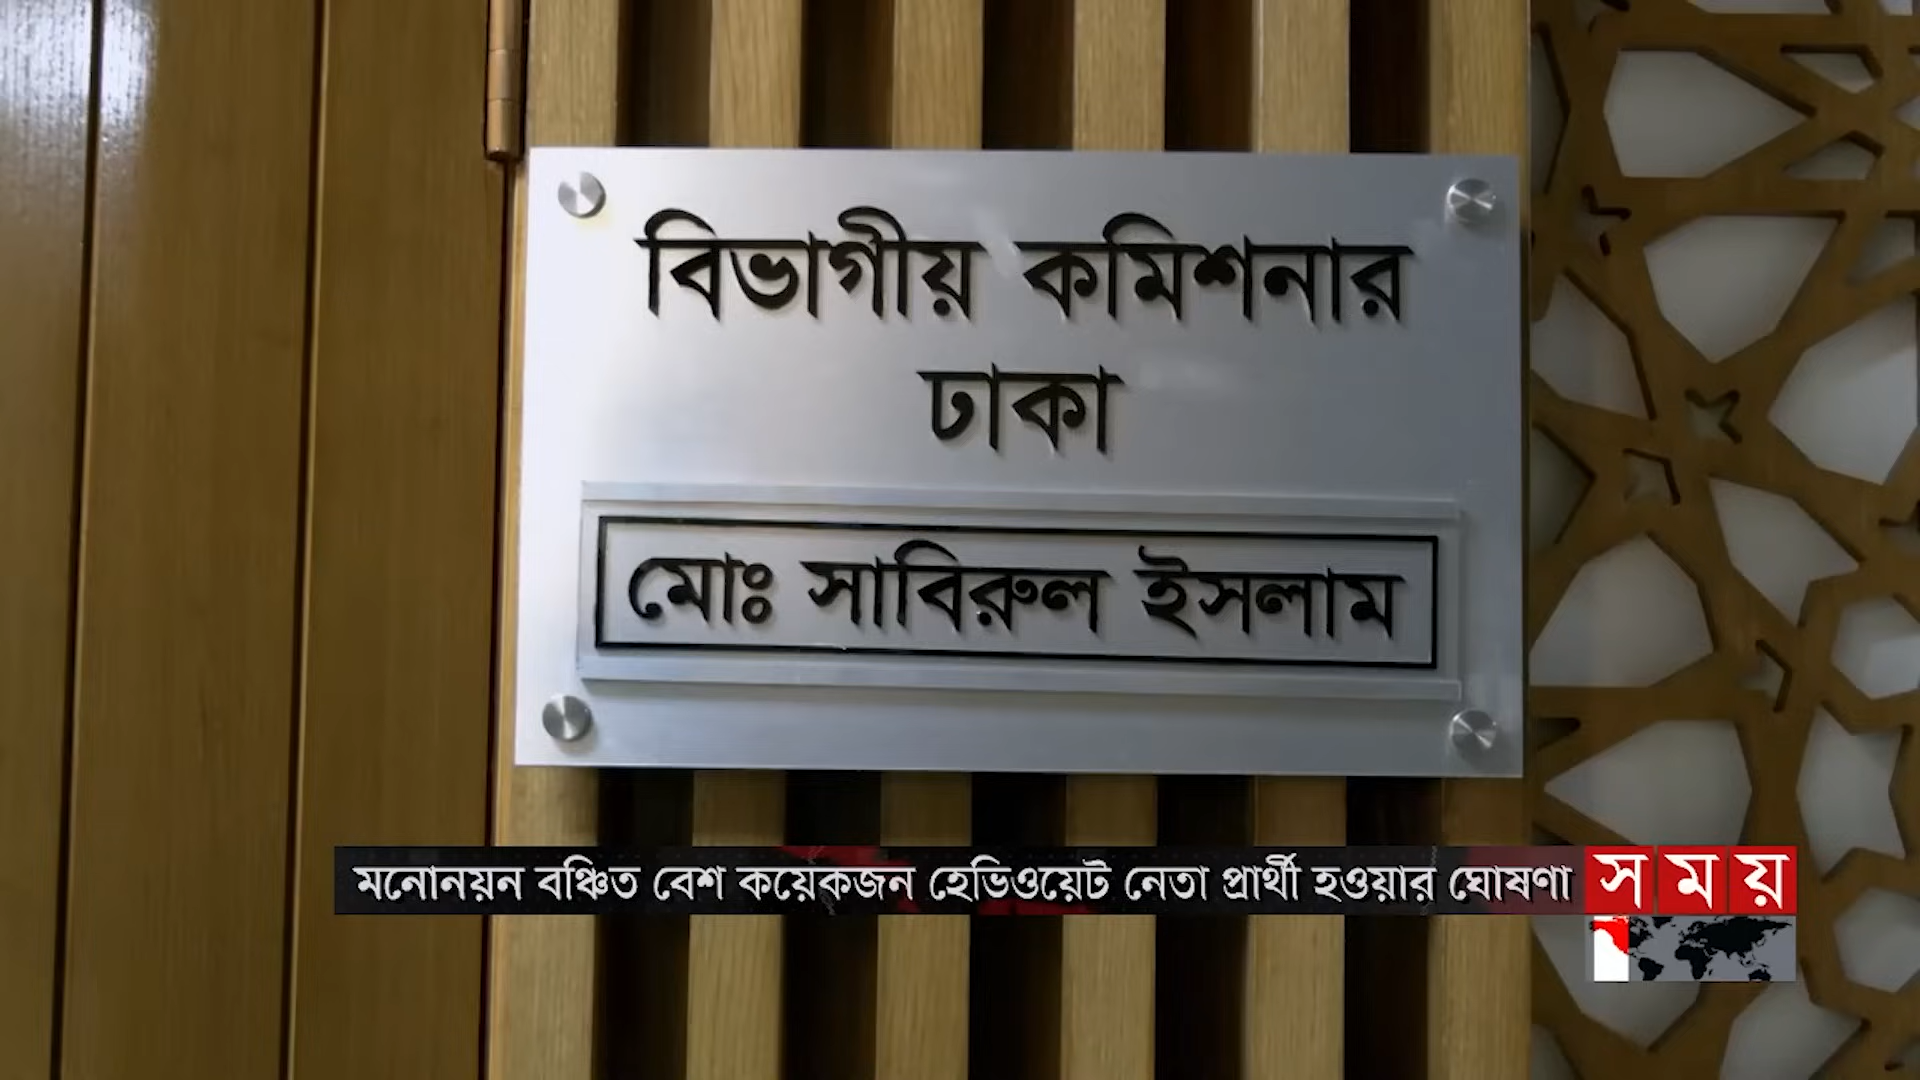 বিভাগীয় কমিশনার
ঢাকা
মোঃ সাবিরুল ইসলাম
মনোনয়ন বঞ্চিত বেশ কয়েকজন হেভিওয়েট নেতা প্রার্থী হওয়ার ঘোষণা
সময়